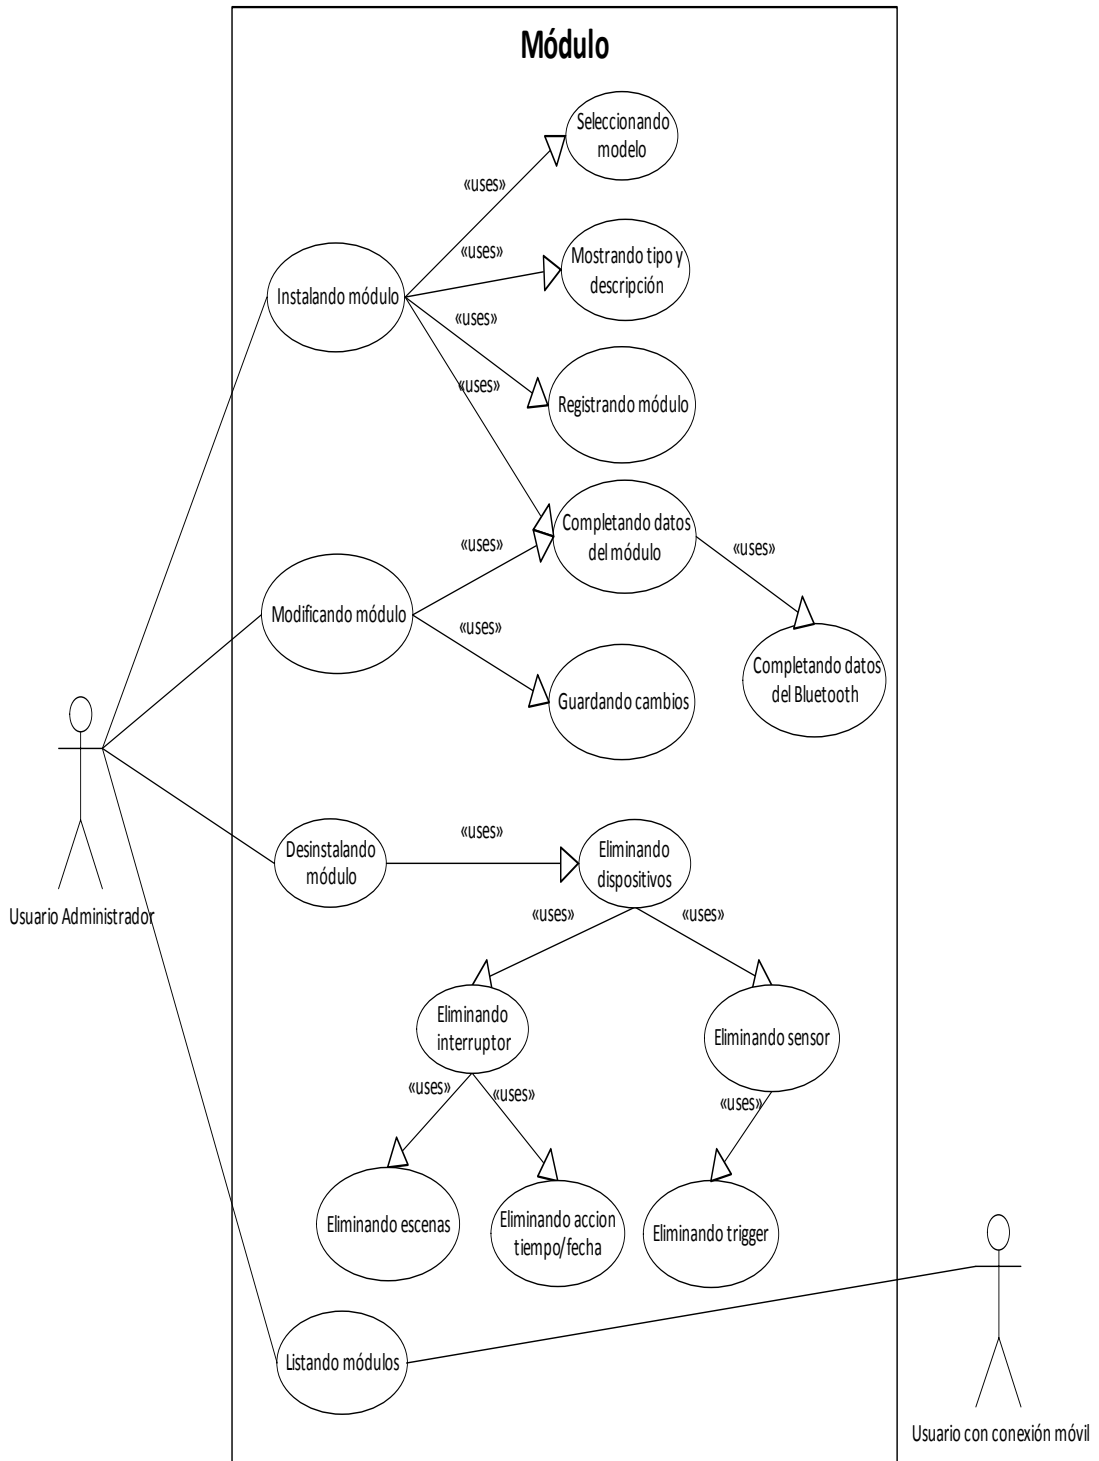 Módulo
Seleccionando
modelo
«uses»
Mostrando tipo y
descripción
«uses»
Instalando módulo
«uses»
«uses»
Registrando módulo
Completando datos
del módulo
«uses»
«uses»
Modificando módulo
«uses»
Completando datos
del Bluetooth
Guardando cambios
Desinstalando
módulo
«uses»
Eliminando
dispositivos
Usuario Administrador
«uses»
«uses»
Eliminando
interruptor
Eliminando sensor
«uses»
«uses»
«uses»
Eliminando escenas
Eliminando accion
tiempo/fecha
Eliminando trigger
Listando módulos
Usuario con conexión móvil